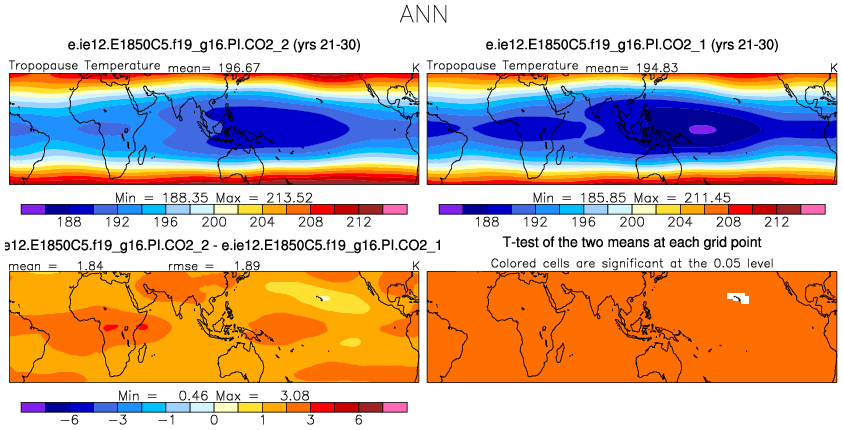 ANN
e.ie12.E1850C5.f19_g16.PI.CO2_2 (yrs 21-30)
Tropopause Temperature mean= 196.67 K
Min = 188.35 Max = 213.52
188 192 196 200 204 208 212
e.ie12.E1850C5.f19_g16.PI.CO2_1 (yrs 21-30)
Tropopause Temperature mean= 194.83 K
Min = 185.85 Max = 211.45
188 192 196 200 204 208 212
e12.E1850C5.f19_g16.PI.CO2_2 - e.ie12.E1850C5.f19_g16.PI.CO2_1
mean = 1.84 rmse = 1.89 K
Min = 0.46 Max = 3.08
-6 -3 -1 0 1 3 6
T-test of the two means at each grid point
Colored cells are significant at the 0.05 level